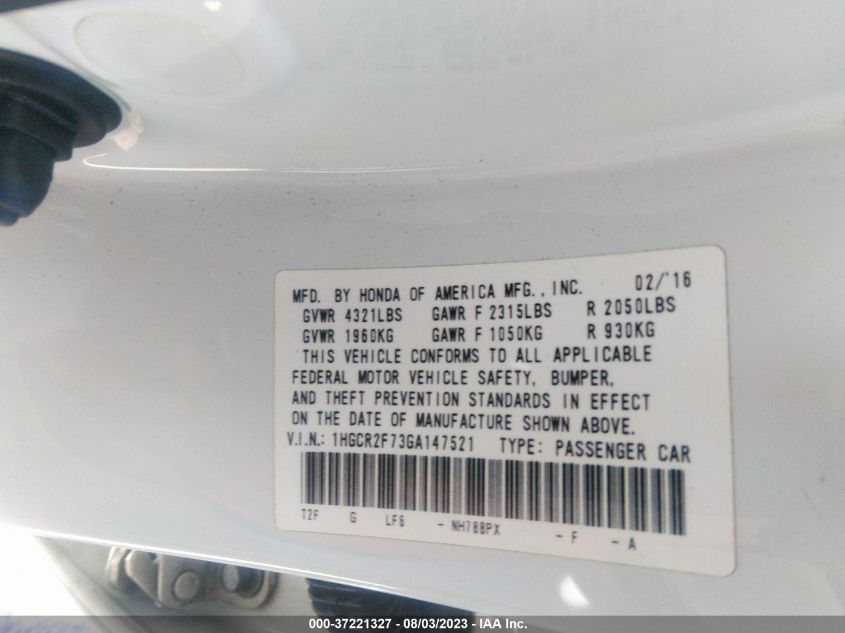 MFD. BY HONDA OF AMERICA MFG., INC. 02/'16
GVWR 4321LBS GAWR F 2315LBS R 2050LBS
GVWR 1960KG GAWR F 1050KG R 930KG
THIS VEHICLE CONFORMS TO ALL APPLICABLE
FEDERAL MOTOR VEHICLE SAFETY, BUMPER,
AND THEFT PREVENTION STANDARDS IN EFFECT
ON THE DATE OF MANUFACTURE SHOWN ABOVE.
V.I.N.: 1HGCR2F73GA147521 TYPE: PASSENGER CAR
T2F G LF6 - NH788PX - F - A
000-37221327 - 08/03/2023 - IAA Inc.